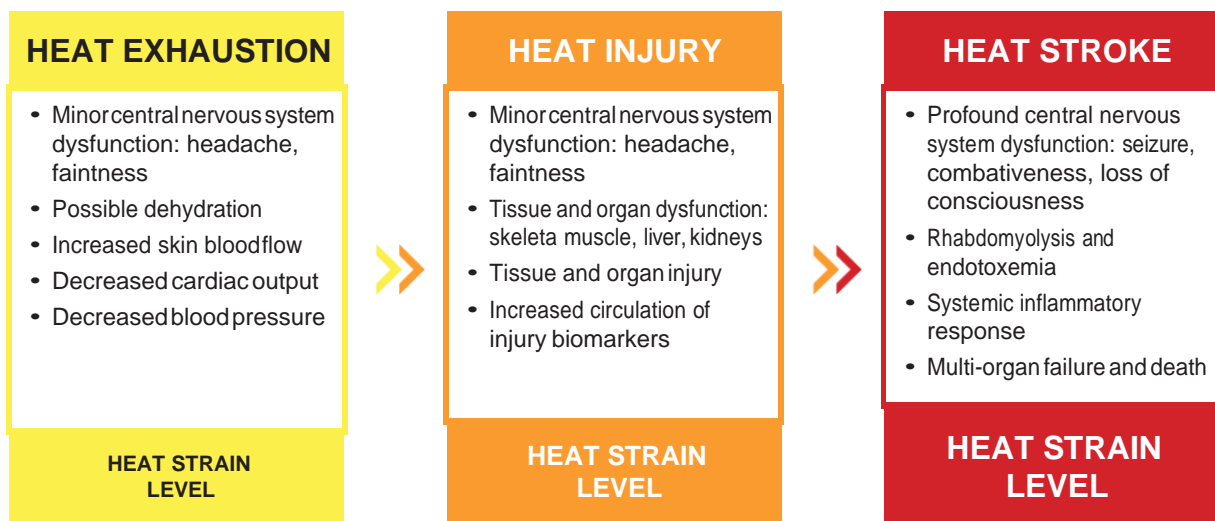 HEAT EXHAUSTION
• Minor central nervous system
dysfunction: headache,
faintness
• Possible dehydration
• Increased skin blood flow
• Decreased cardiac output
• Decreased blood pressure
HEAT STRAIN
LEVEL
HEAT INJURY
• Minor central nervous system
dysfunction: headache,
faintness
• Tissue and organ dysfunction:
skeleta muscle, liver, kidneys
• Tissue and organ injury
• Increased circulation of
injury biomarkers
HEAT STRAIN
LEVEL
HEAT STROKE
• Profound central nervous
system dysfunction: seizure,
combativeness, loss of
consciousness
• Rhabdomyolysis and
endotoxemia
• Systemic inflammatory
response
• Multi-organ failure and death
HEAT STRAIN
LEVEL